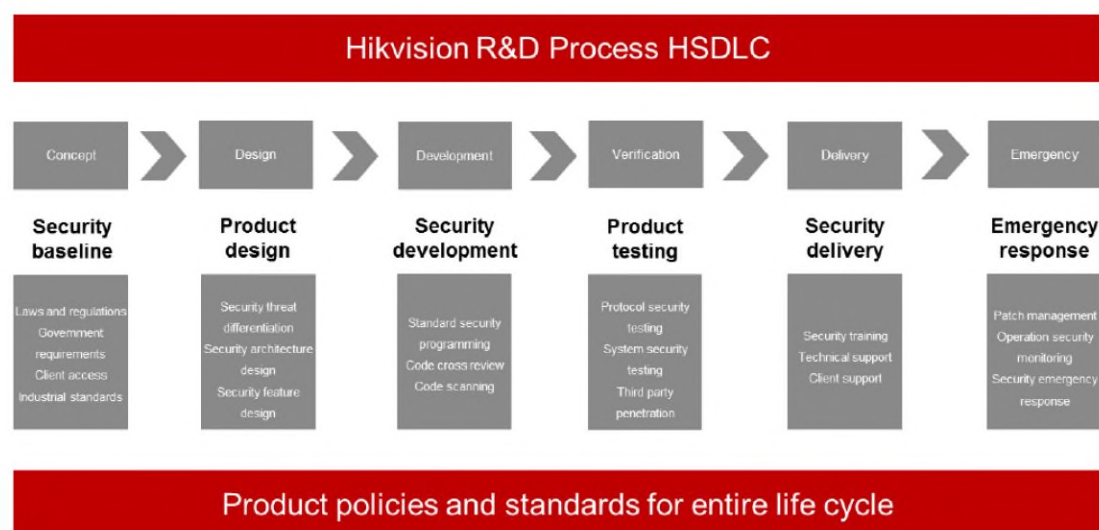 Hikvision R&D Process HSDLC
Concept
Design
Development
Verification
Delivery
Emergency
Security
baseline
Product
design
Security
development
Product
testing
Security
delivery
Emergency
response
Laws and regulations
Government
requirements
Client access
Industrial standards
Security threat
differentiation
Security architecture
design
Security feature
design
Standard security
programming
Code cross review
Code scanning
Protocol security
testing
System security
testing
Third party
penetration
Security training
Technical support
Client support
Patch management
Operation security
monitoring
Security emergency
response
Product policies and standards for entire life cycle